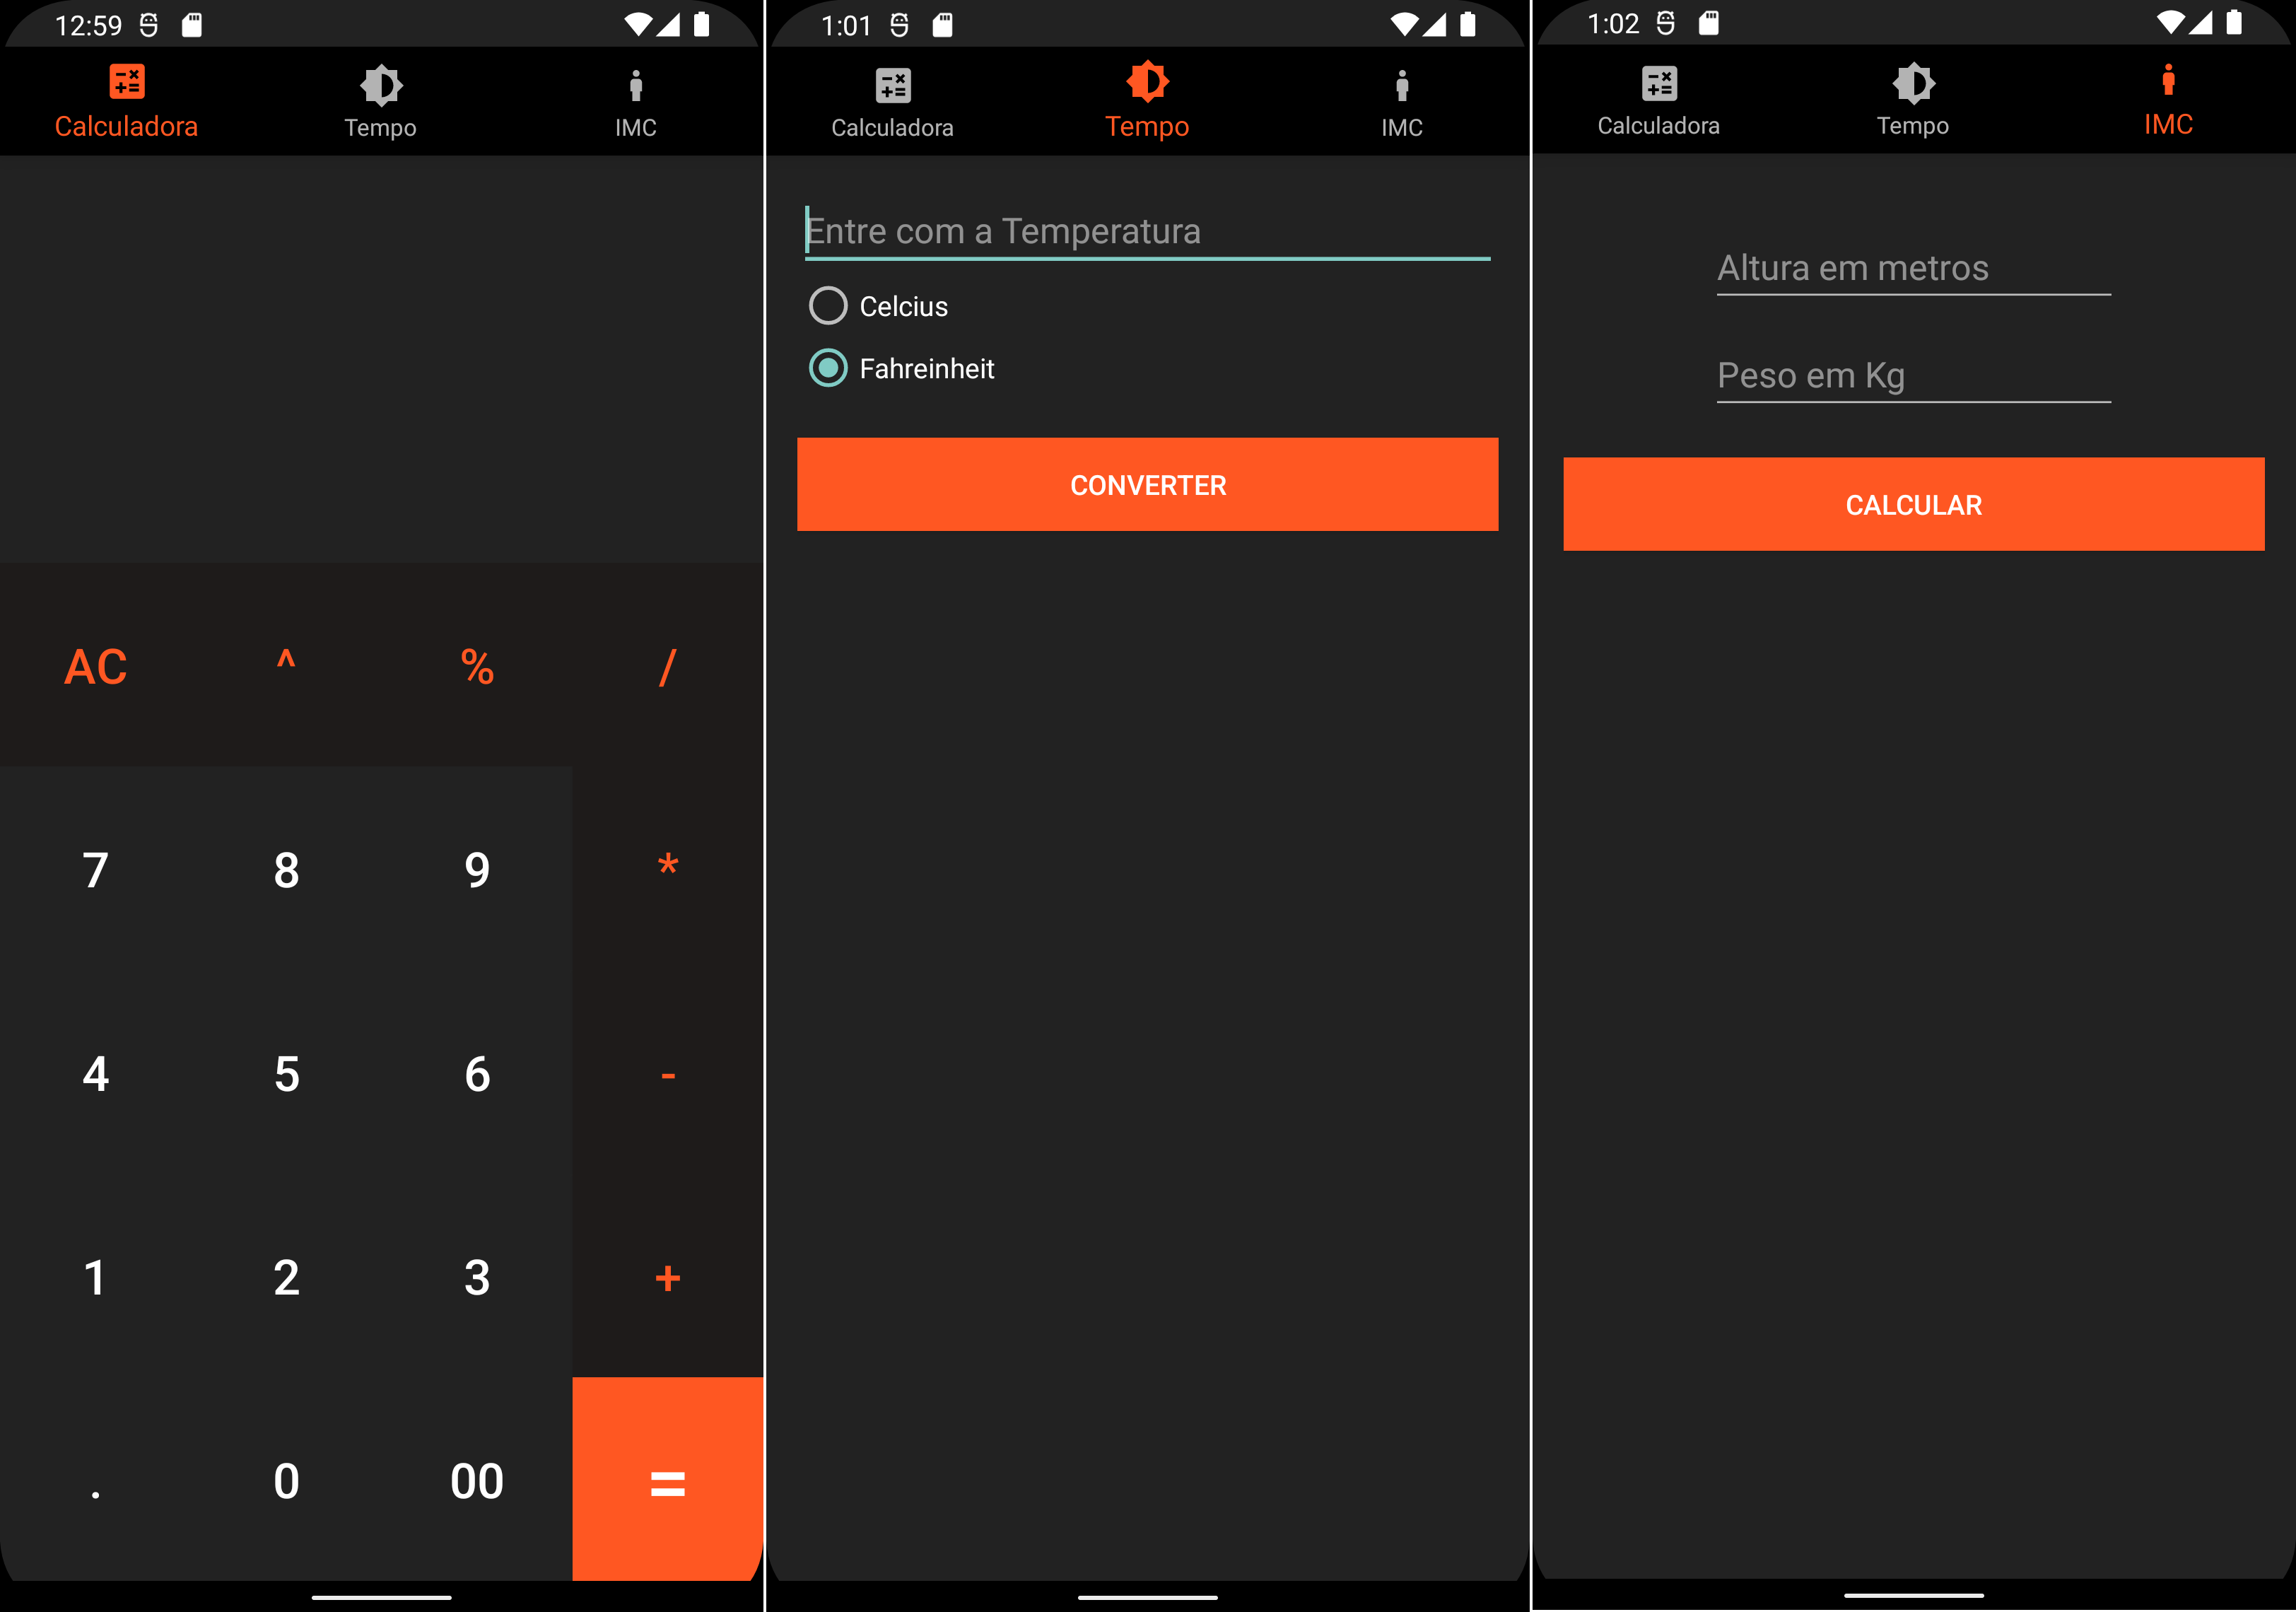 12:59
Calculadora Tempo IMC
AC ^ % /
7 8 9 *
4 5 6 -
1 2 3 +
. 0 00 =
1:01
Calculadora Tempo IMC
Entre com a Temperatura
Celcius
Fahreinheit
CONVERTER
1:02
Calculadora Tempo IMC
Altura em metros
Peso em Kg
CALCULAR